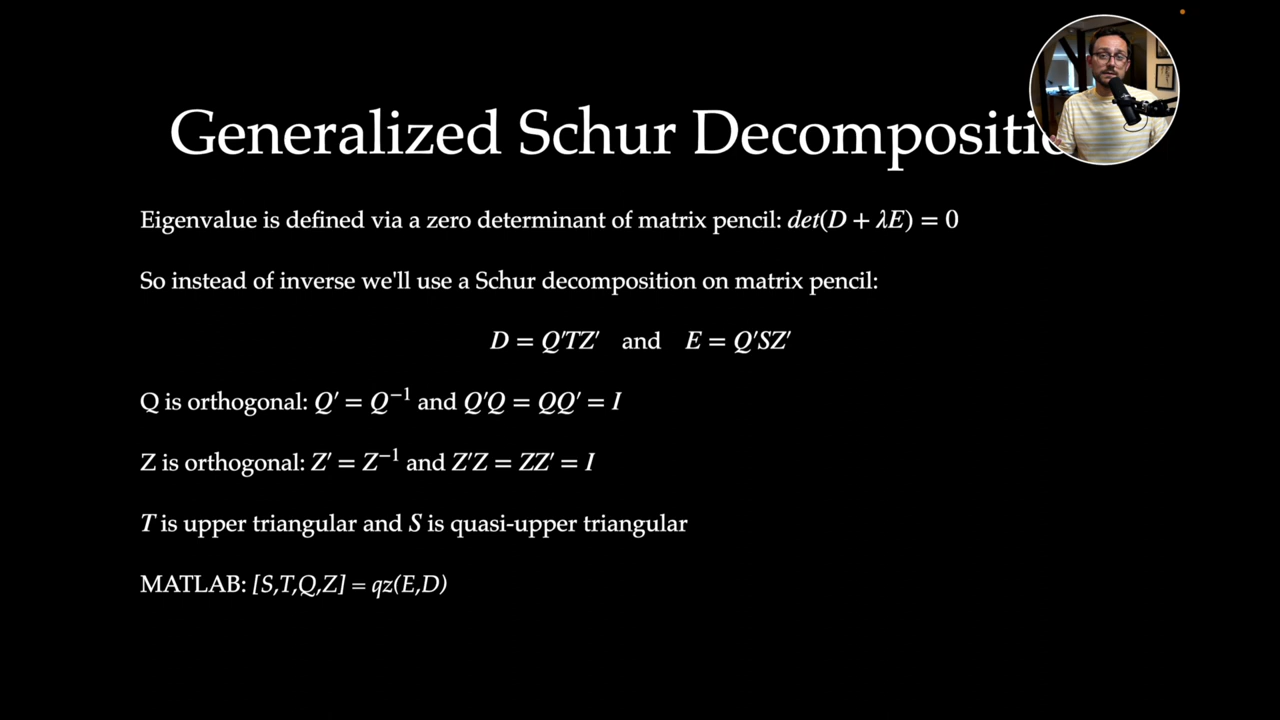 Generalized Schur Decompositi
Eigenvalue is defined via a zero determinant of matrix pencil: det(D + λE) = 0
So instead of inverse we'll use a Schur decomposition on matrix pencil:
D = Q′TZ′ and E = Q′SZ′
Q is orthogonal: Q′ = Q⁻¹ and Q′Q = QQ′ = I
Z is orthogonal: Z′ = Z⁻¹ and Z′Z = ZZ′ = I
T is upper triangular and S is quasi-upper triangular
MATLAB: [S,T,Q,Z] = qz(E,D)